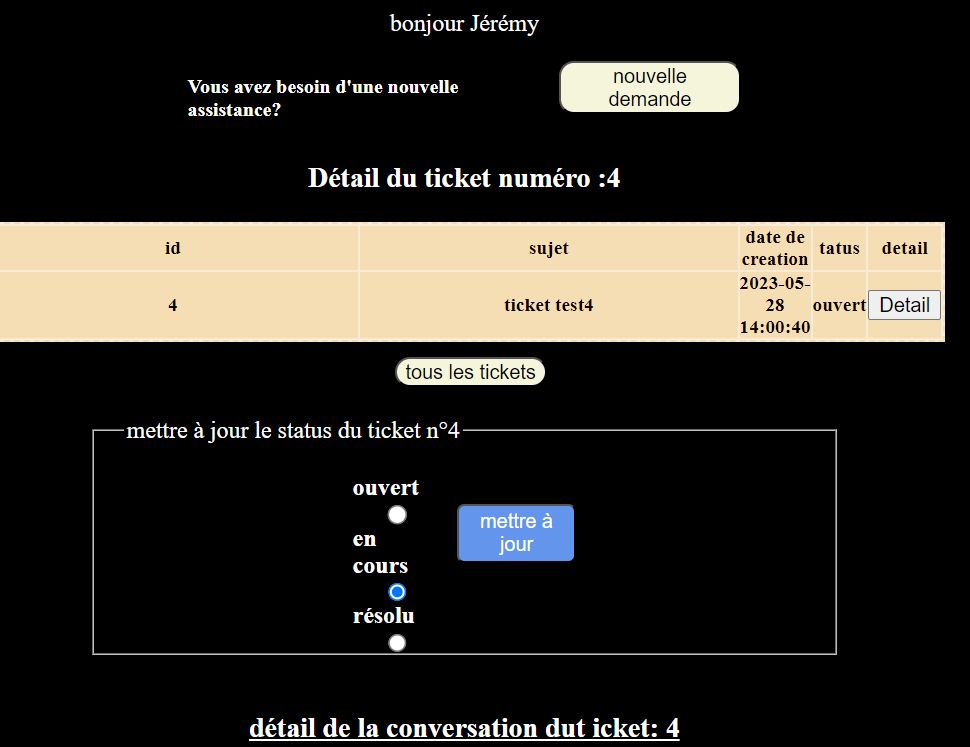 bonjour Jérémy
Vous avez besoin d'une nouvelle
assistance?
nouvelle
demande
Détail du ticket numéro :4
id sujet date de creation tatus detail
4 ticket test4 2023-05-28 14:00:40 ouvert Detail
tous les tickets
mettre à jour le status du ticket n°4
ouvert
en
cours
résolu
mettre à
jour
détail de la conversation dut icket: 4